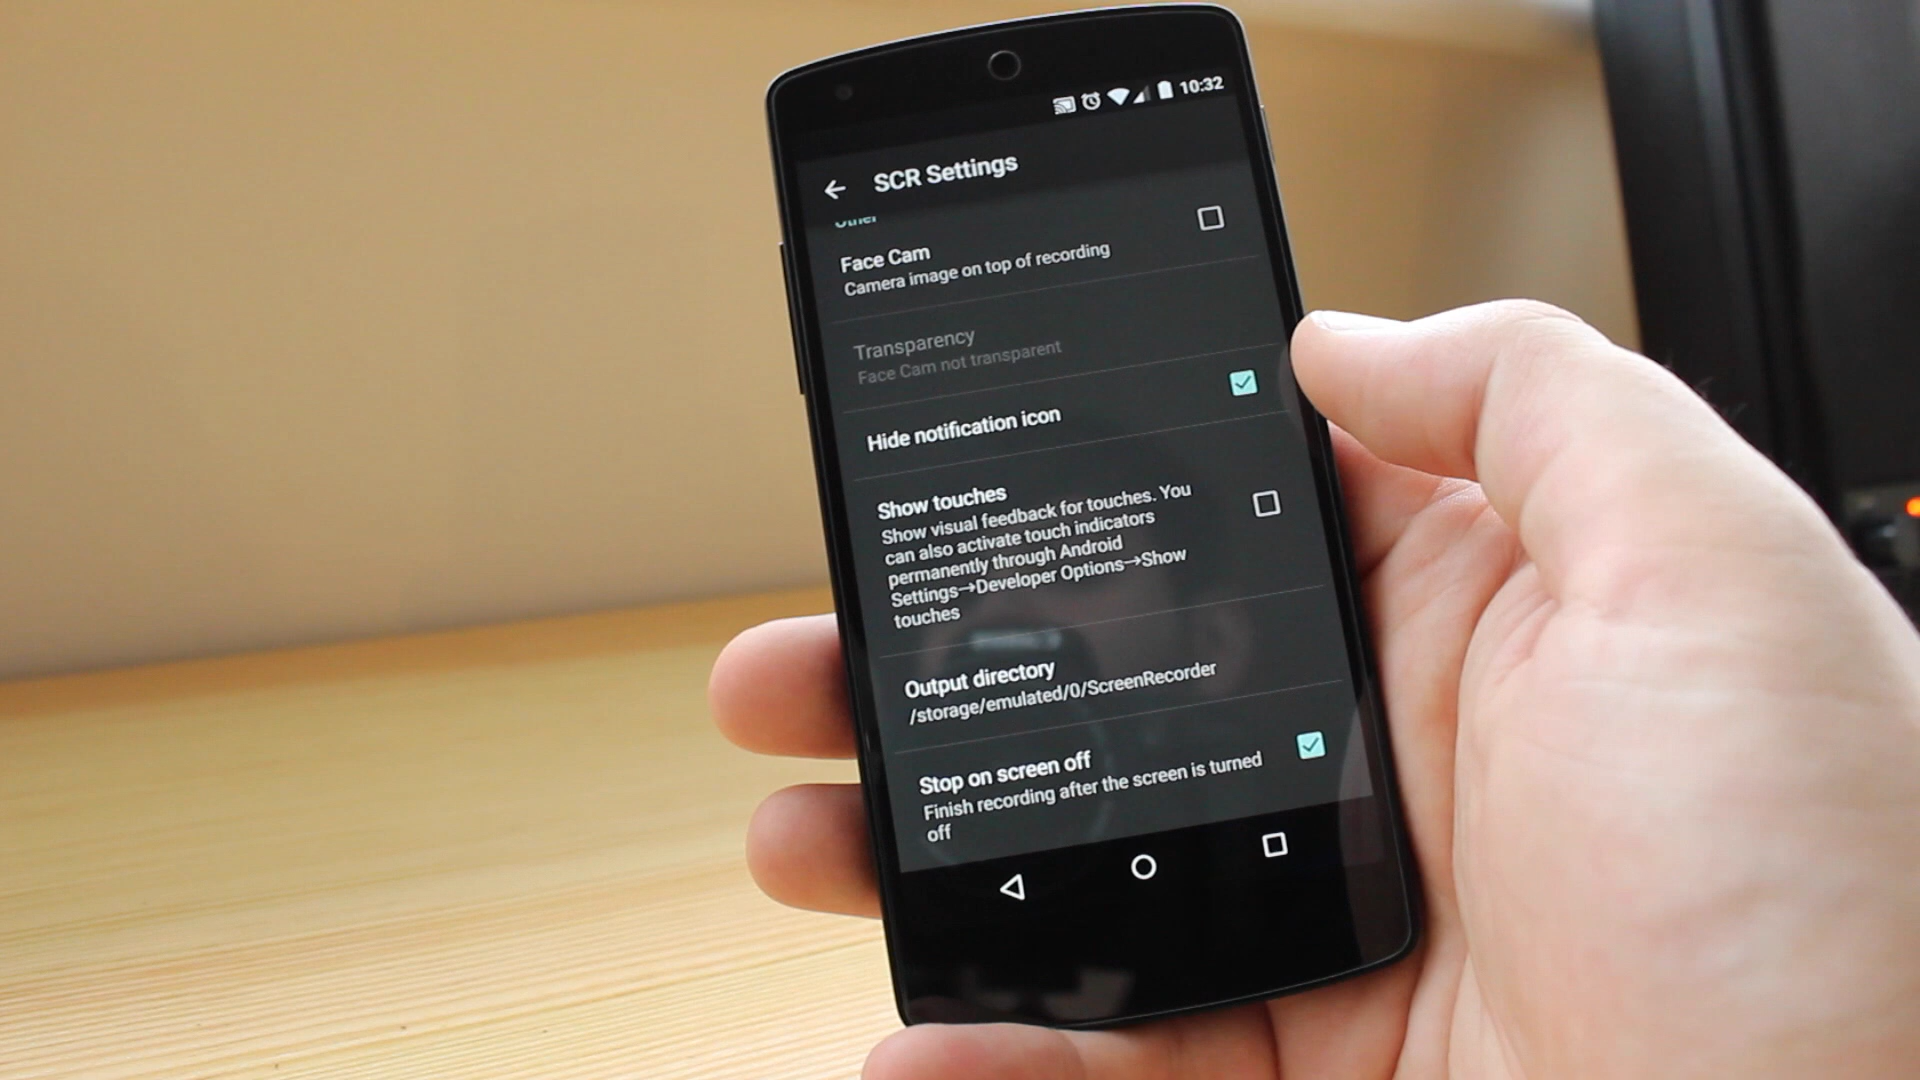 10:32
SCR Settings
Other
Face Cam
Camera image on top of recording
Transparency
Face Cam not transparent
Hide notification icon
Show touches
Show visual feedback for touches. You
can also activate touch indicators
permanently through Android
Settings→Developer Options→Show
touches
Output directory
/storage/emulated/0/ScreenRecorder
Stop on screen off
Finish recording after the screen is turned
off